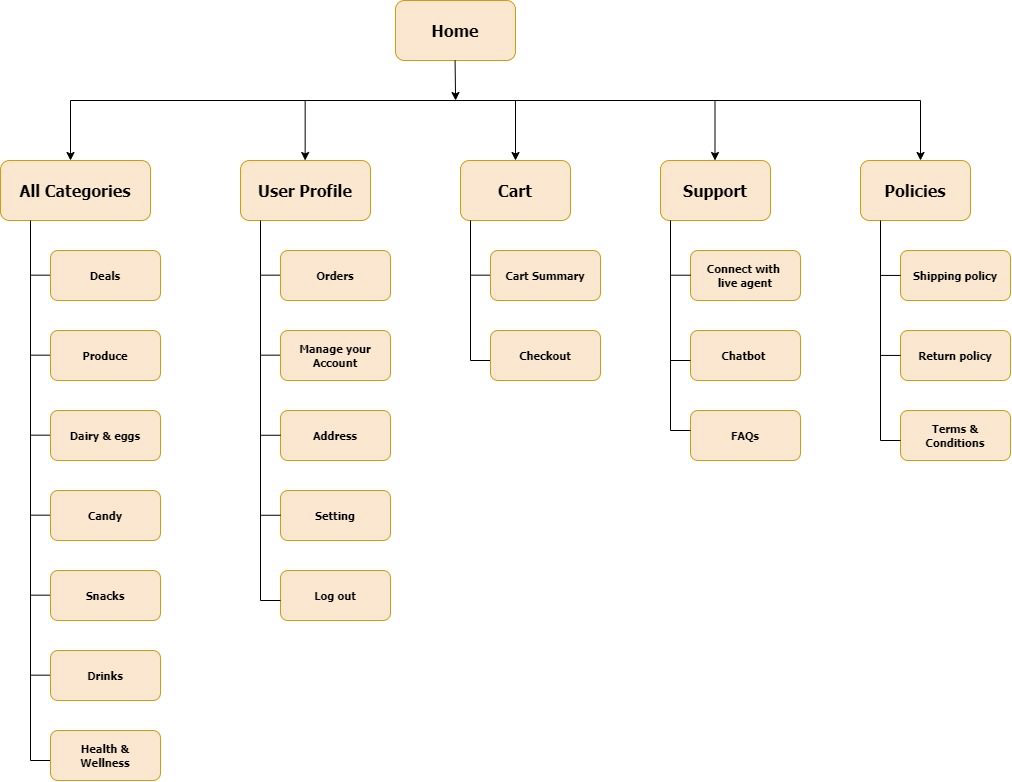 Home
All Categories
User Profile
Cart
Support
Policies
Deals
Produce
Dairy & eggs
Candy
Snacks
Drinks
Health &
Wellness
Orders
Manage your
Account
Address
Setting
Log out
Cart Summary
Checkout
Connect with
live agent
Chatbot
FAQs
Shipping policy
Return policy
Terms &
Conditions